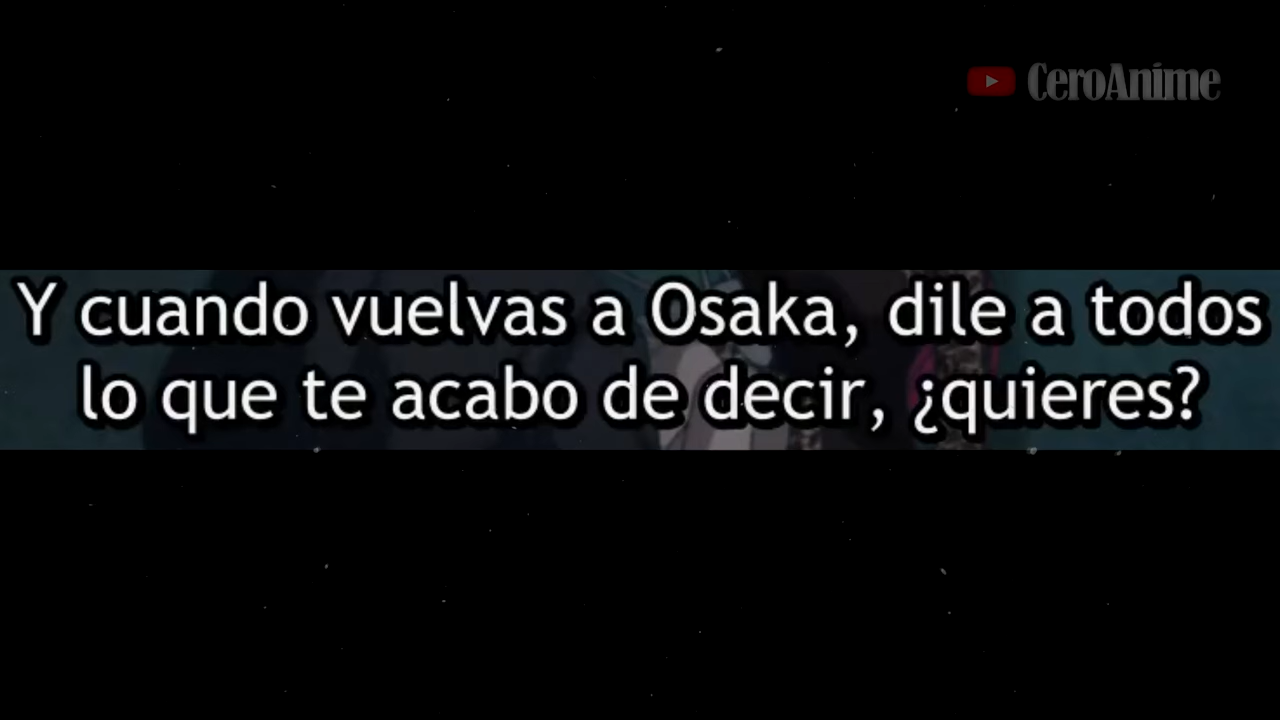 CeroAnime
Y cuando vuelvas a Osaka, dile a todos
lo que te acabo de decir, ¿quieres?